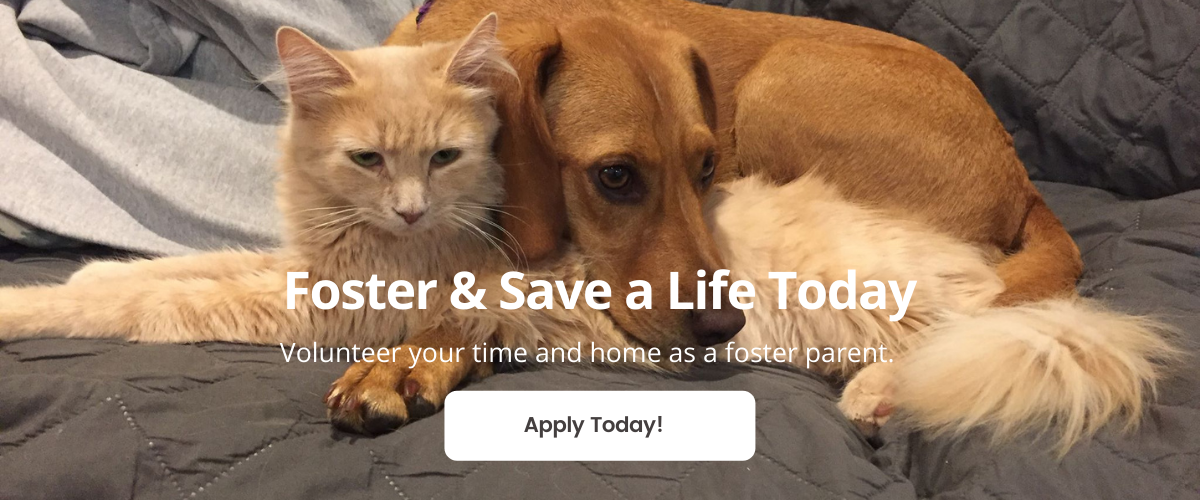 Foster & Save a Life Today
Volunteer your time and home as a foster parent.
Apply Today!